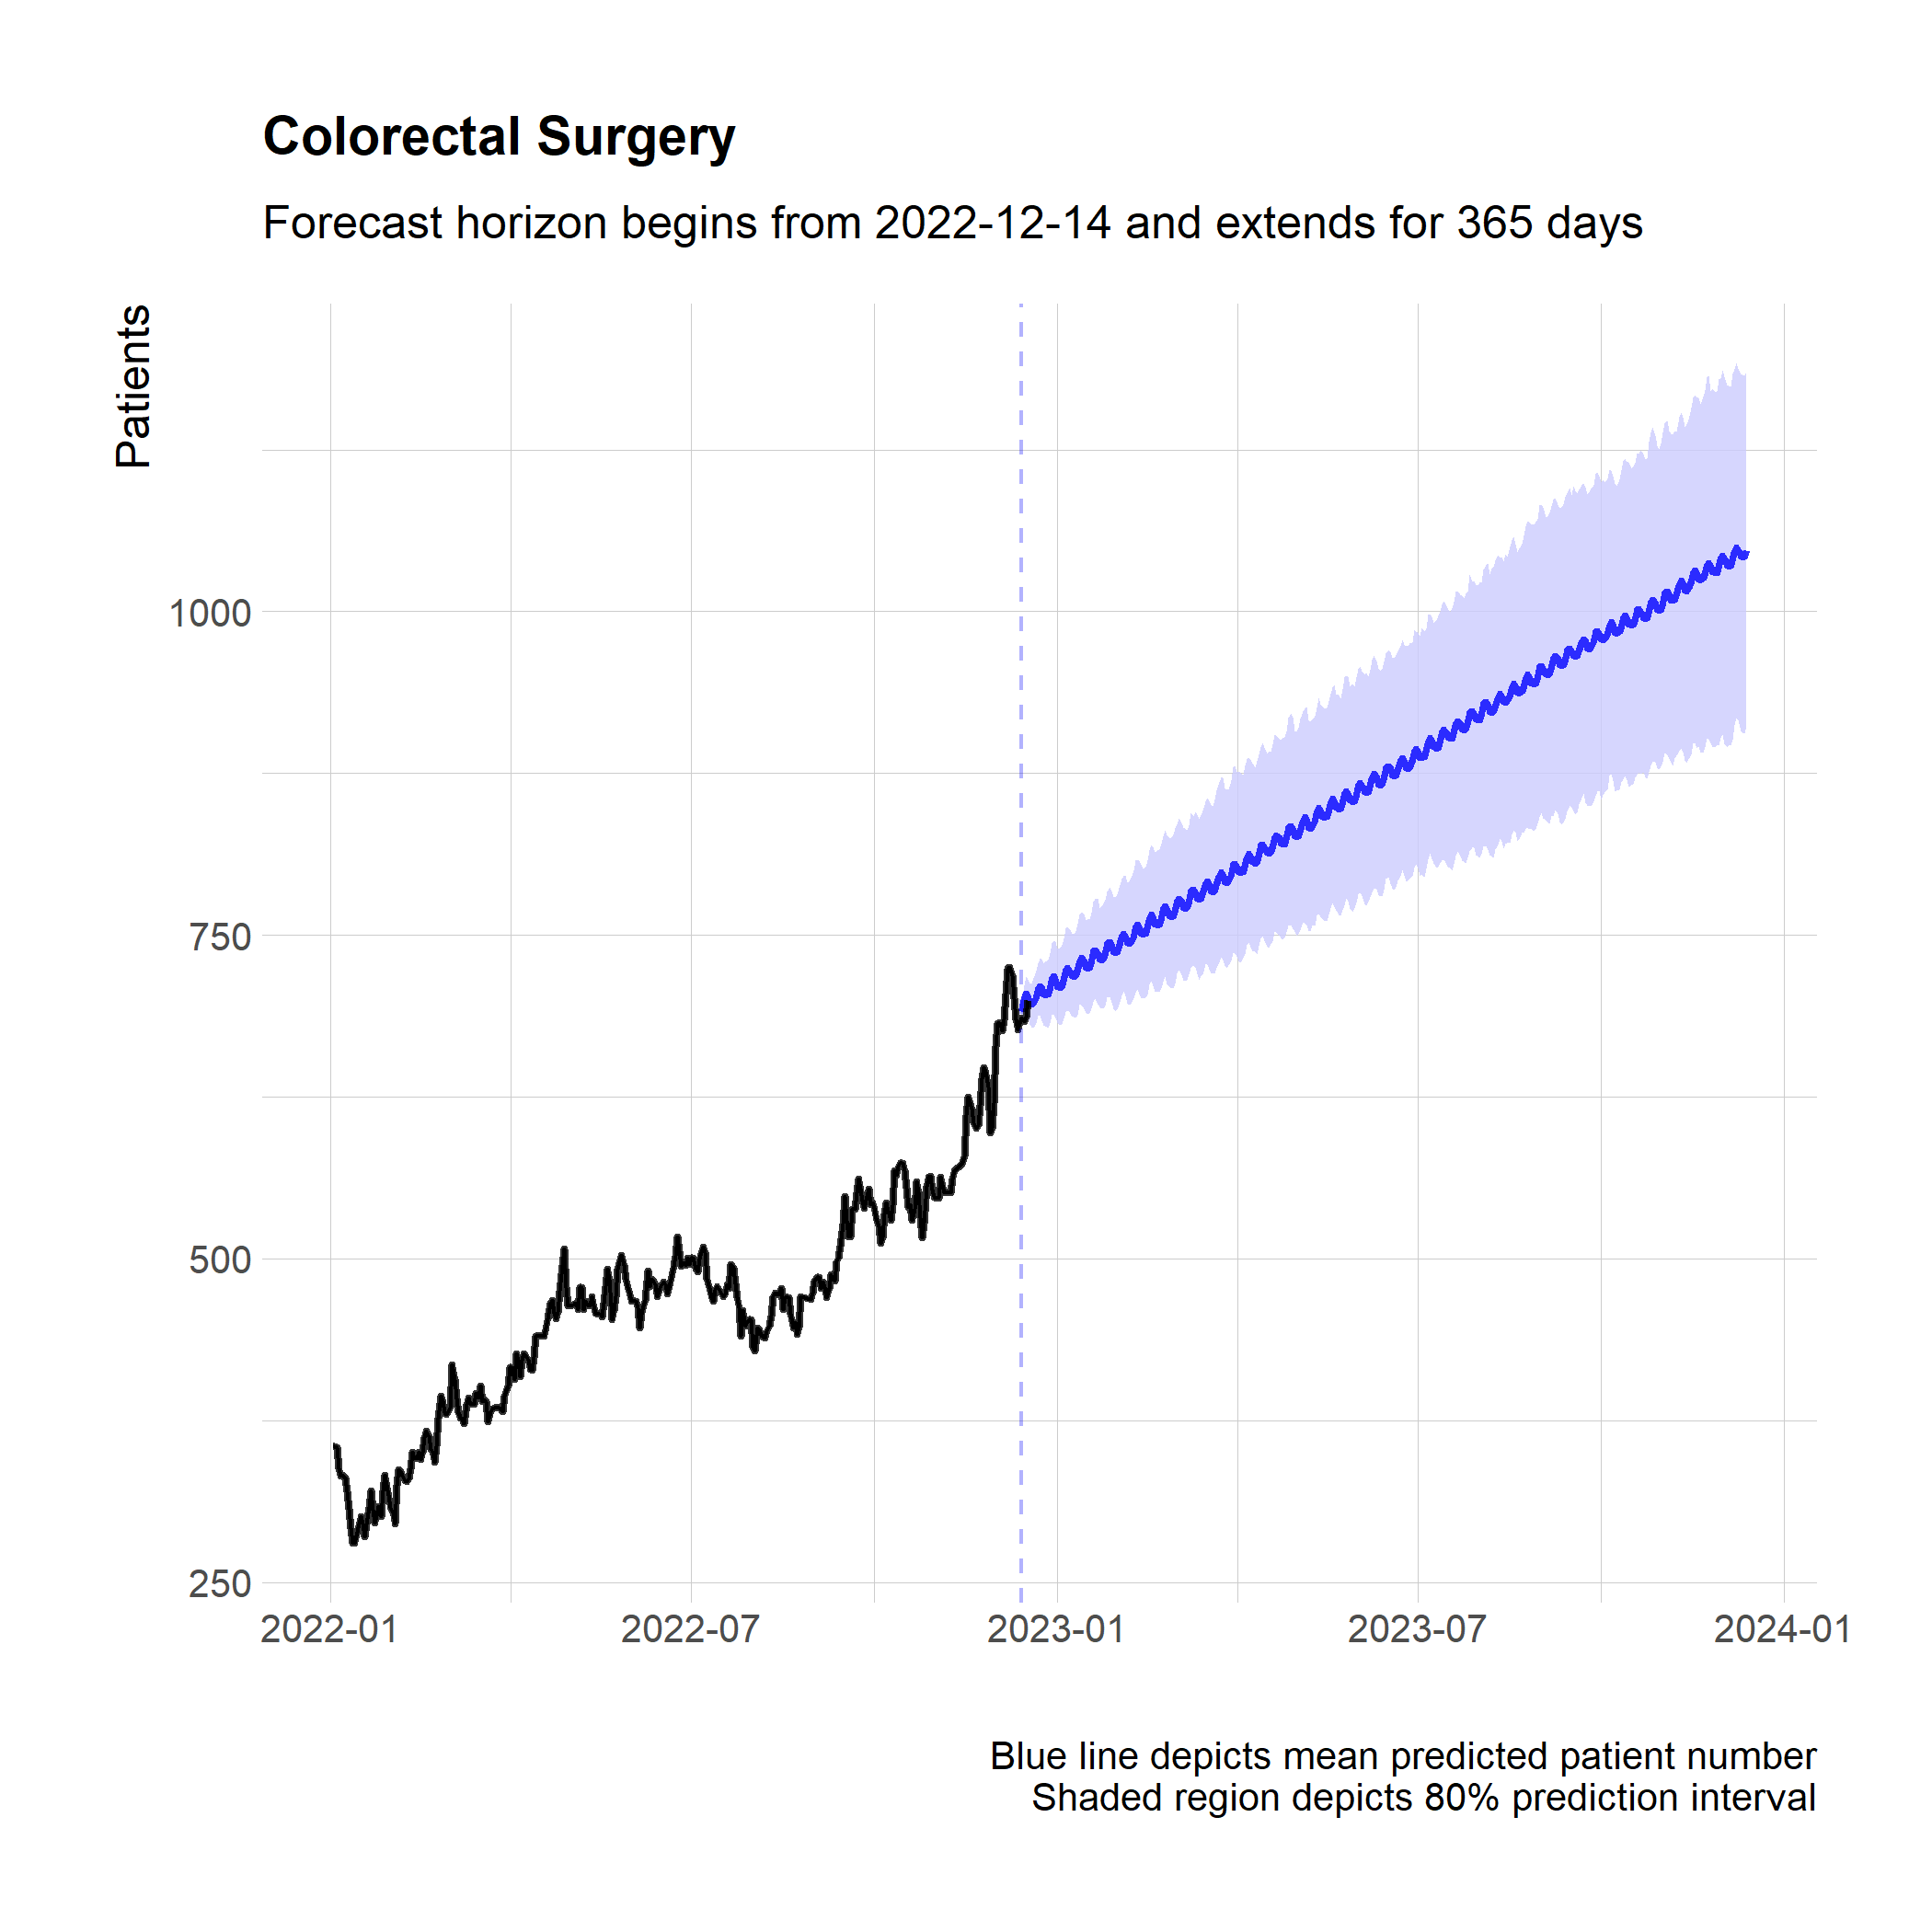 Colorectal Surgery
Forecast horizon begins from 2022-12-14 and extends for 365 days
Patients
1000
750
500
250
2022-01
2022-07
2023-01
2023-07
2024-01
Blue line depicts mean predicted patient number
Shaded region depicts 80% prediction interval